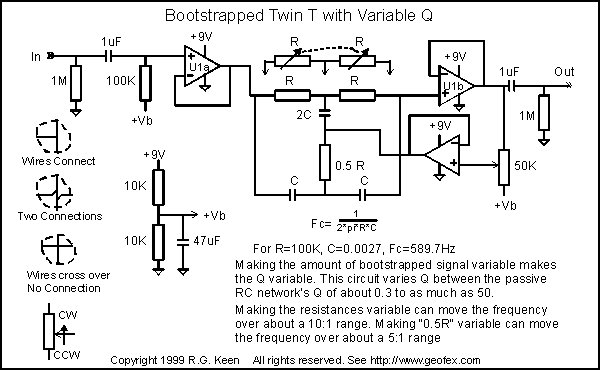 Bootstrapped Twin T with Variable Q
In
1uF
+9V
U1a
1M
100K
+Vb
R
R
R
R
2C
0.5 R
C
C
+9V
U1b
1uF
Out
1M
+9V
50K
+Vb
Wires Connect
Two Connections
Wires cross over
No Connection
CW
CCW
+9V
10K
+Vb
10K
47uF
Fc= 1
2*pi*R*C
For R=100K, C=0.0027, Fc=589.7Hz
Making the amount of bootstrapped signal variable makes
the Q variable. This circuit varies Q between the passive
RC network's Q of about 0.3 to as much as 50.
Making the resistances variable can move the frequency
over about a 10:1 range. Making "0.5R" variable can move
the frequency over about a 5:1 range
Copyright 1999 R.G. Keen All rights reserved. See http://www.geofex.com